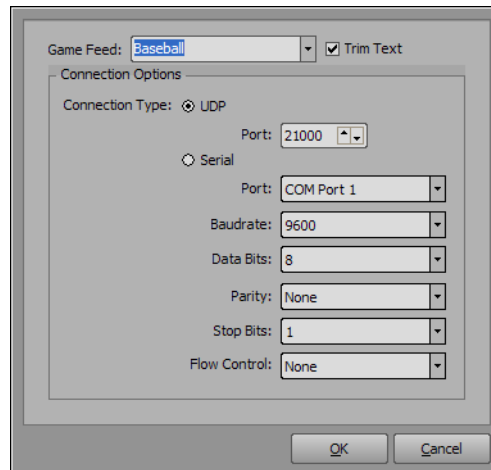 Game Feed: Baseball Trim Text
Connection Options
Connection Type: UDP
Port: 21000
Serial
Port: COM Port 1
Baudrate: 9600
Data Bits: 8
Parity: None
Stop Bits: 1
Flow Control: None
OK Cancel